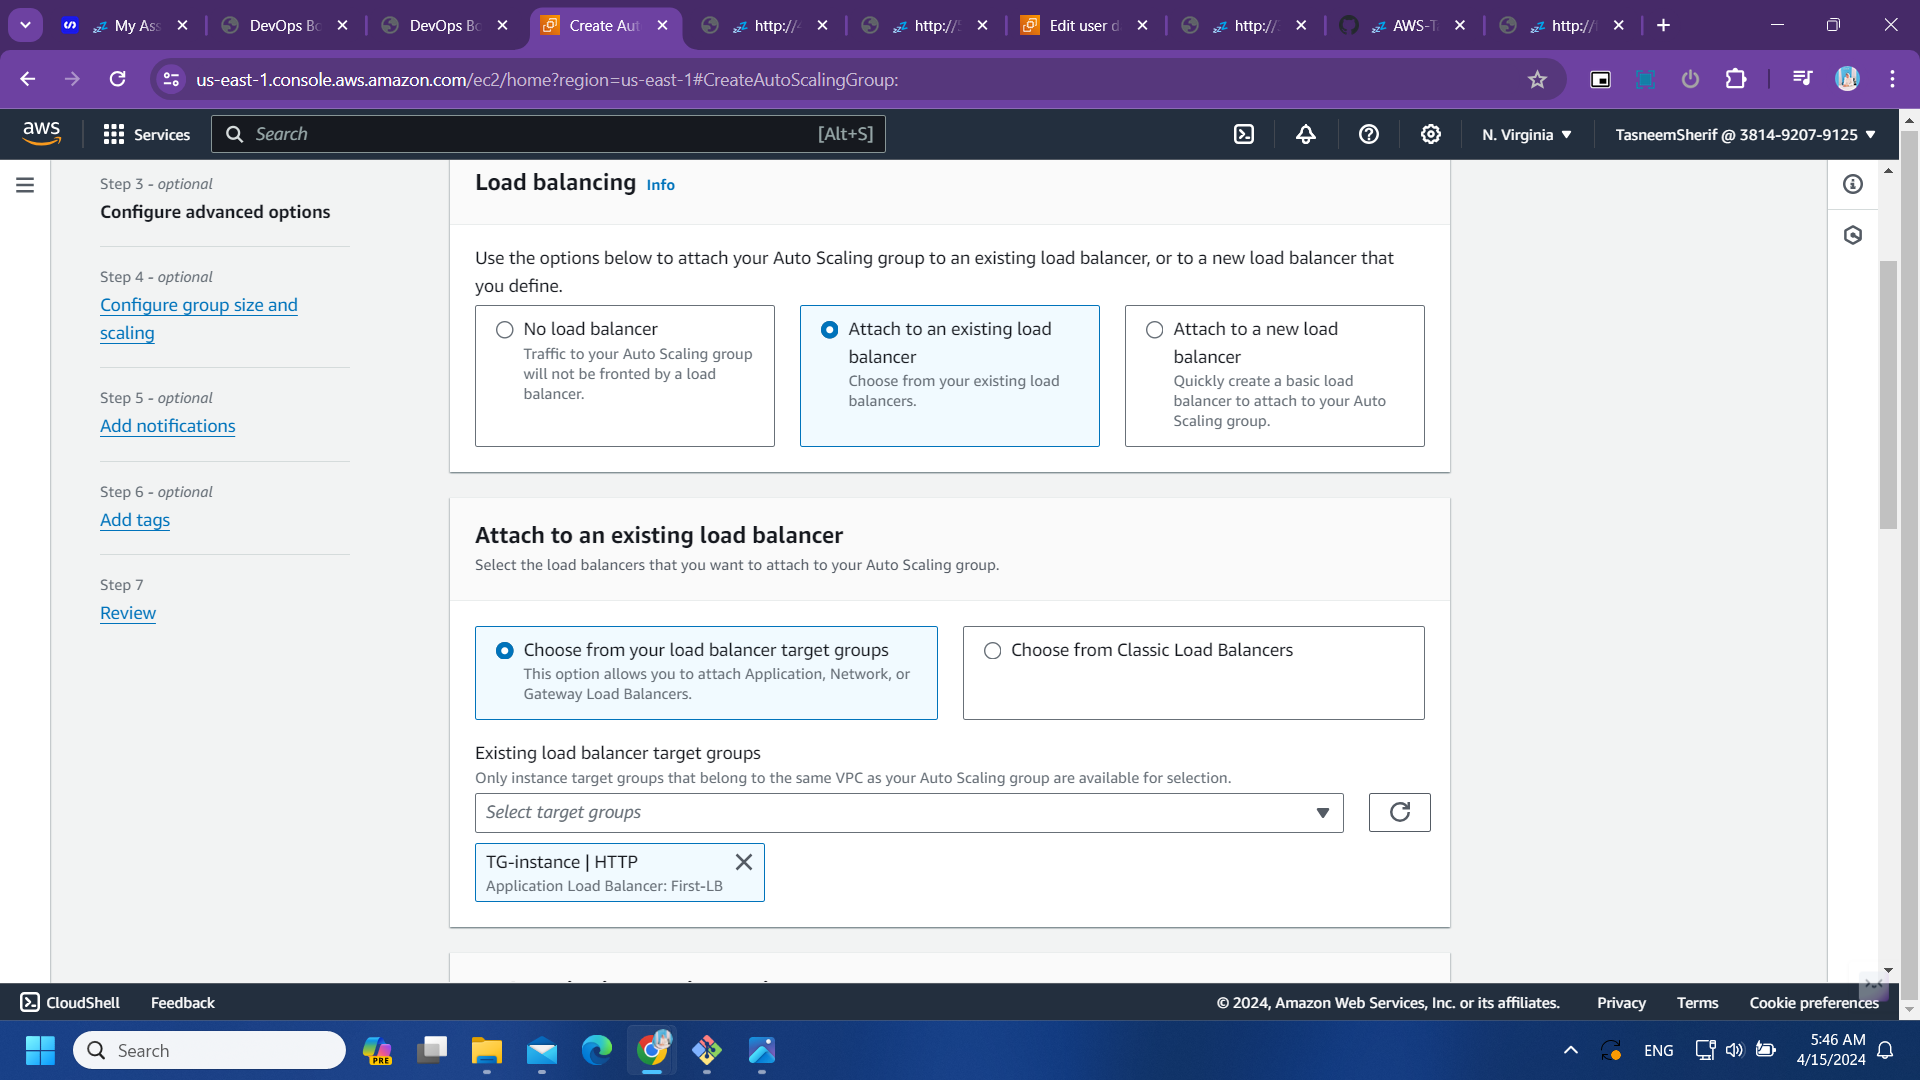 My Ass
DevOps Bo
DevOps Bo
Create Aut
http://
http://
Edit user d
http://
AWS-T
http://
us-east-1.console.aws.amazon.com/ec2/home?region=us-east-1#CreateAutoScalingGroup:
aws
Services
Search
[Alt+S]
N. Virginia
TasneemSherif @ 3814-9207-9125
Step 3 - optional
Configure advanced options
Step 4 - optional
Configure group size and
scaling
Step 5 - optional
Add notifications
Step 6 - optional
Add tags
Step 7
Review
Load balancing Info
Use the options below to attach your Auto Scaling group to an existing load balancer, or to a new load balancer that
you define.
No load balancer
Traffic to your Auto Scaling group
will not be fronted by a load
balancer.
Attach to an existing load
balancer
Choose from your existing load
balancers.
Attach to a new load
balancer
Quickly create a basic load
balancer to attach to your Auto
Scaling group.
Attach to an existing load balancer
Select the load balancers that you want to attach to your Auto Scaling group.
Choose from your load balancer target groups
This option allows you to attach Application, Network, or
Gateway Load Balancers.
Choose from Classic Load Balancers
Existing load balancer target groups
Only instance target groups that belong to the same VPC as your Auto Scaling group are available for selection.
Select target groups
TG-instance | HTTP
Application Load Balancer: First-LB
CloudShell
Feedback
© 2024, Amazon Web Services, Inc. or its affiliates.
Privacy
Terms
Cookie preferences
Search
PRE
ENG
5:46 AM
4/15/2024